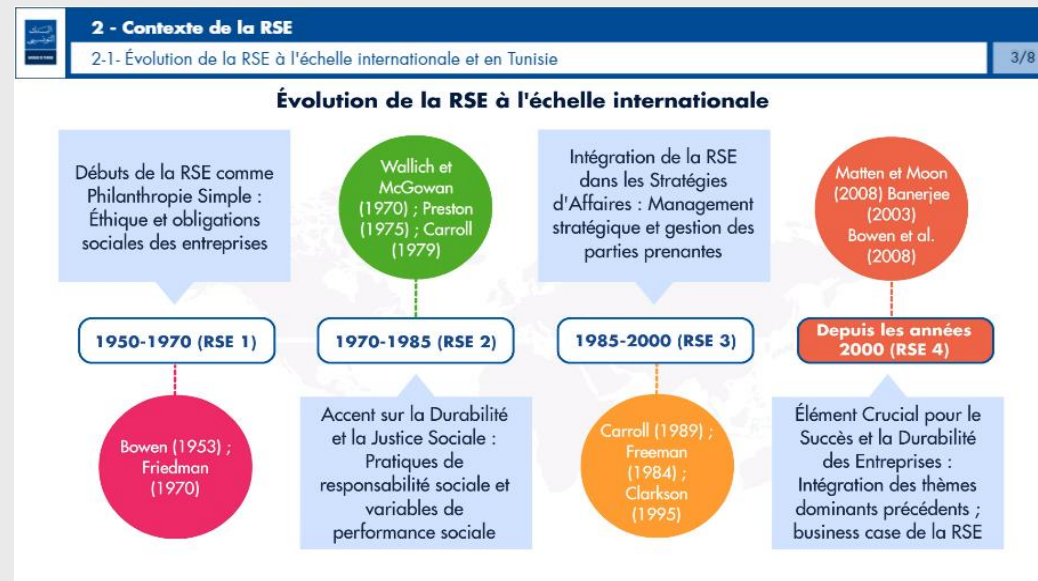 البنك
التونسي
2 - Contexte de la RSE
2-1- Évolution de la RSE à l'échelle internationale et en Tunisie
3/8
Évolution de la RSE à l'échelle internationale
Débuts de la RSE comme
Philanthropie Simple :
Éthique et obligations
sociales des entreprises
Wallich et
McGowan
(1970) ; Preston
(1975) ; Carroll
(1979)
Intégration de la RSE
dans les Stratégies
d'Affaires : Management
stratégique et gestion des
parties prenantes
Matten et Moon
(2008) Banerjee
(2003)
Bowen et al.
(2008)
1950-1970 (RSE 1)
1970-1985 (RSE 2)
1985-2000 (RSE 3)
Depuis les années
2000 (RSE 4)
Bowen (1953) ;
Friedman
(1970)
Accent sur la Durabilité
et la Justice Sociale :
Pratiques de
responsabilité sociale et
variables de
performance sociale
Carroll (1989) ;
Freeman
(1984) ;
Clarkson
(1995)
Élément Crucial pour le
Succès et la Durabilité
des Entreprises :
Intégration des thèmes
dominants précédents ;
business case de la RSE